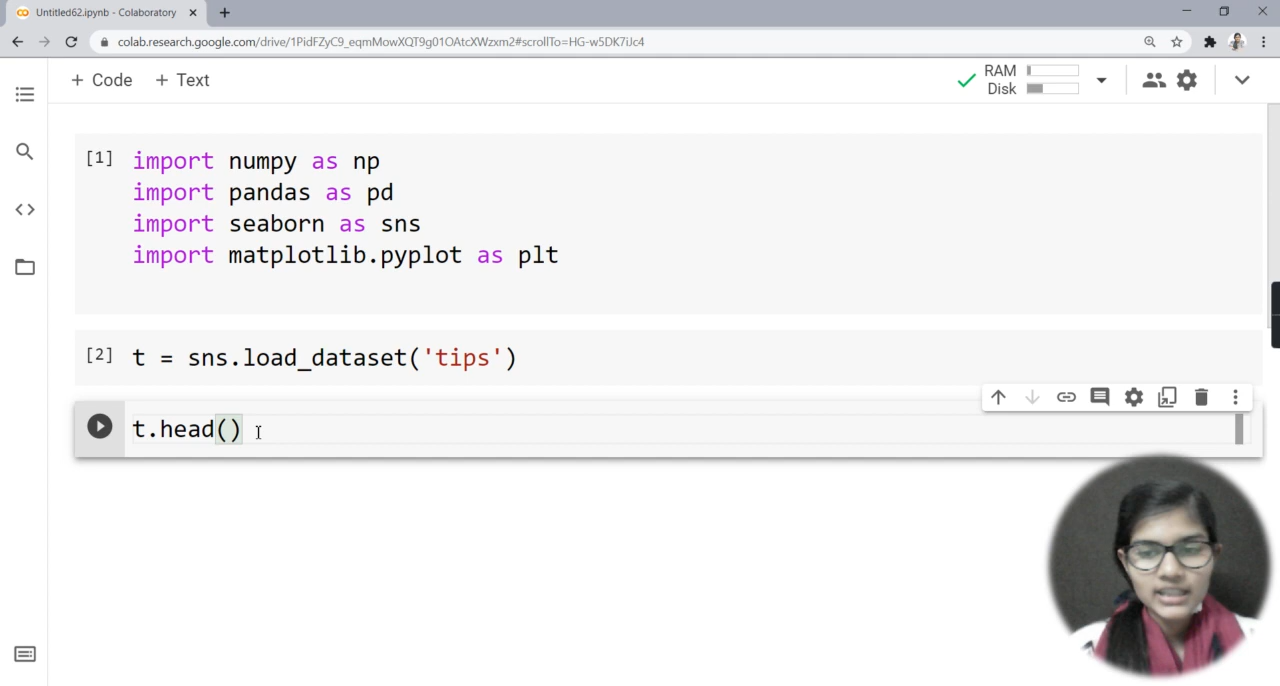 Untitled62.ipynb - Colaboratory
colab.research.google.com/drive/1PidFZyC9_eqmMowXQT9g01OAtcXWzxm2#scrollTo=HG-w5DK7iJc4
+ Code + Text
RAM
Disk
[1] import numpy as np
import pandas as pd
import seaborn as sns
import matplotlib.pyplot as plt
[2] t = sns.load_dataset('tips')
t.head()